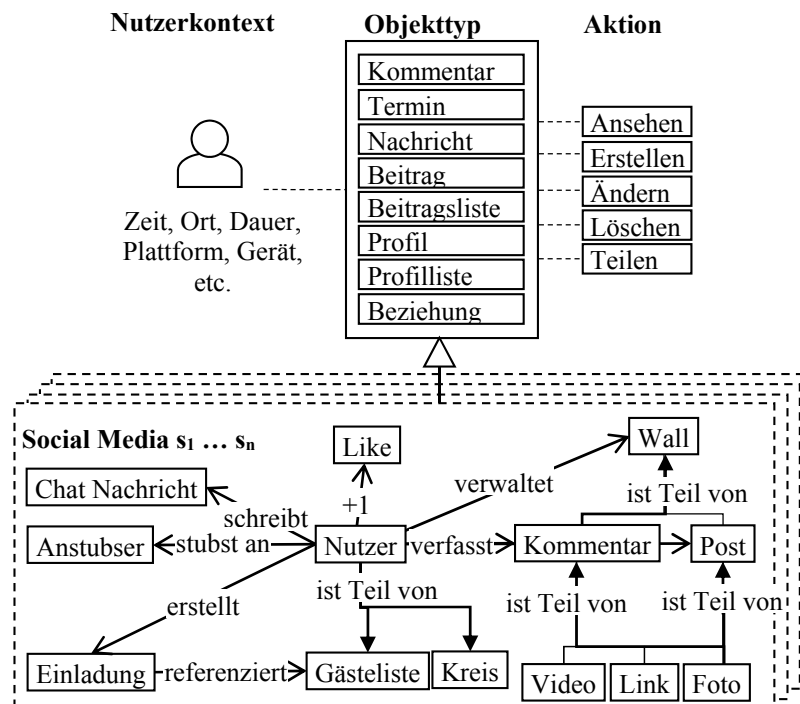 Nutzerkontext
Objekttyp
Aktion
Kommentar
Termin
Nachricht
Beitrag
Beitragsliste
Profil
Profilliste
Beziehung
Ansehen
Erstellen
Ändern
Löschen
Teilen
Zeit, Ort, Dauer,
Plattform, Gerät,
etc.
Social Media s1 … sn
Like
Wall
Chat Nachricht
verwaltet
ist Teil von
schreibt
+1
Anstubser
stubst an
Nutzer
verfasst
Kommentar
Post
erstellt
ist Teil von
ist Teil von
ist Teil von
Einladung
referenziert
Gästeliste
Kreis
Video
Link
Foto